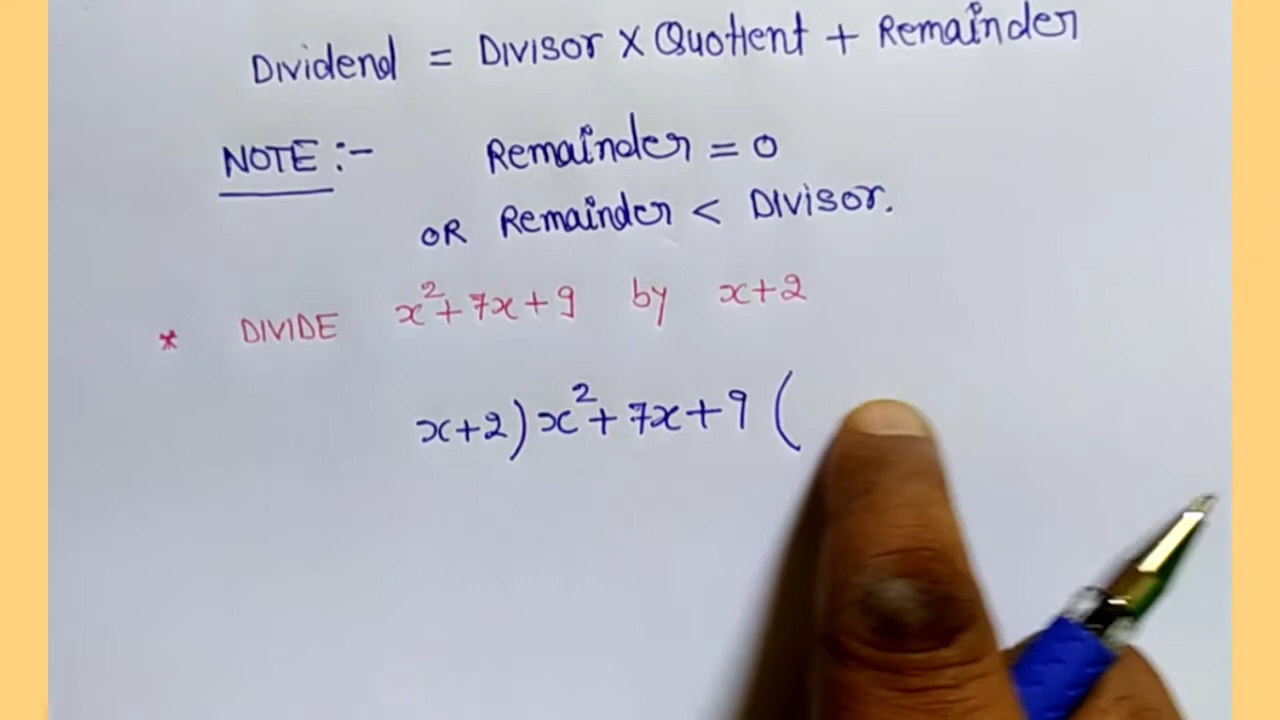 Dividend = Divisor × Quotient + Remainder
NOTE :- Remainder = 0
OR Remainder < Divisor.
* DIVIDE x²+7x+9 by x+2
x+2)x²+7x+9(